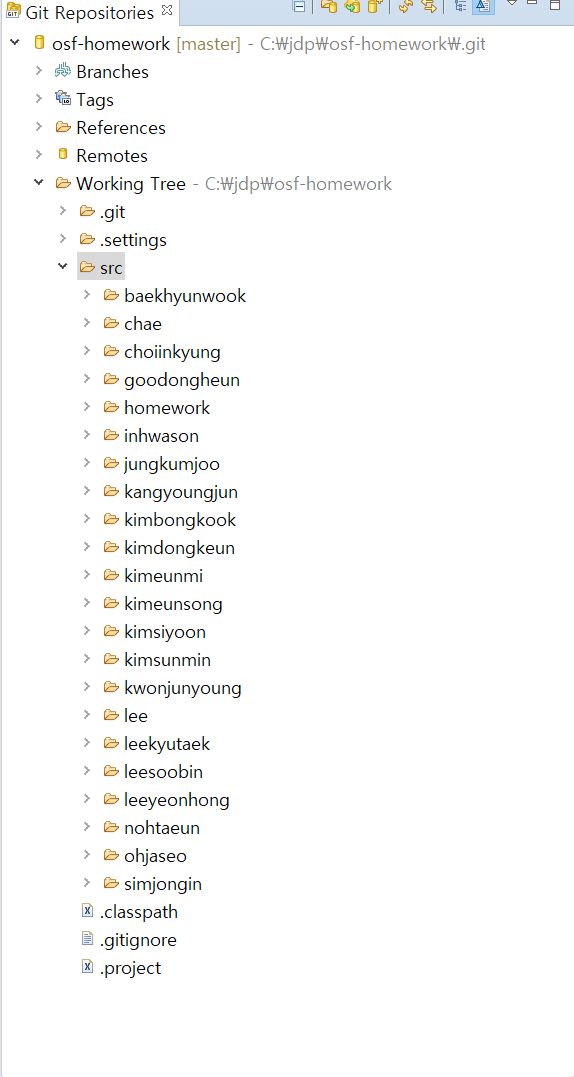 Git Repositories
osf-homework [master] - C:₩jdp₩osf-homework₩.git
Branches
Tags
References
Remotes
Working Tree - C:₩jdp₩osf-homework
.git
.settings
src
baekhyunwook
chae
choiinkyung
goodongheun
homework
inhwason
jungkumjoo
kangyoungjun
kimbongkook
kimdongkeun
kimeunmi
kimeunsong
kimsiyoon
kimsunmin
kwonjunyoung
lee
leekyutaek
leesoobin
leeyeonhong
nohtaeun
ohjaseo
simjongin
.classpath
.gitignore
.project